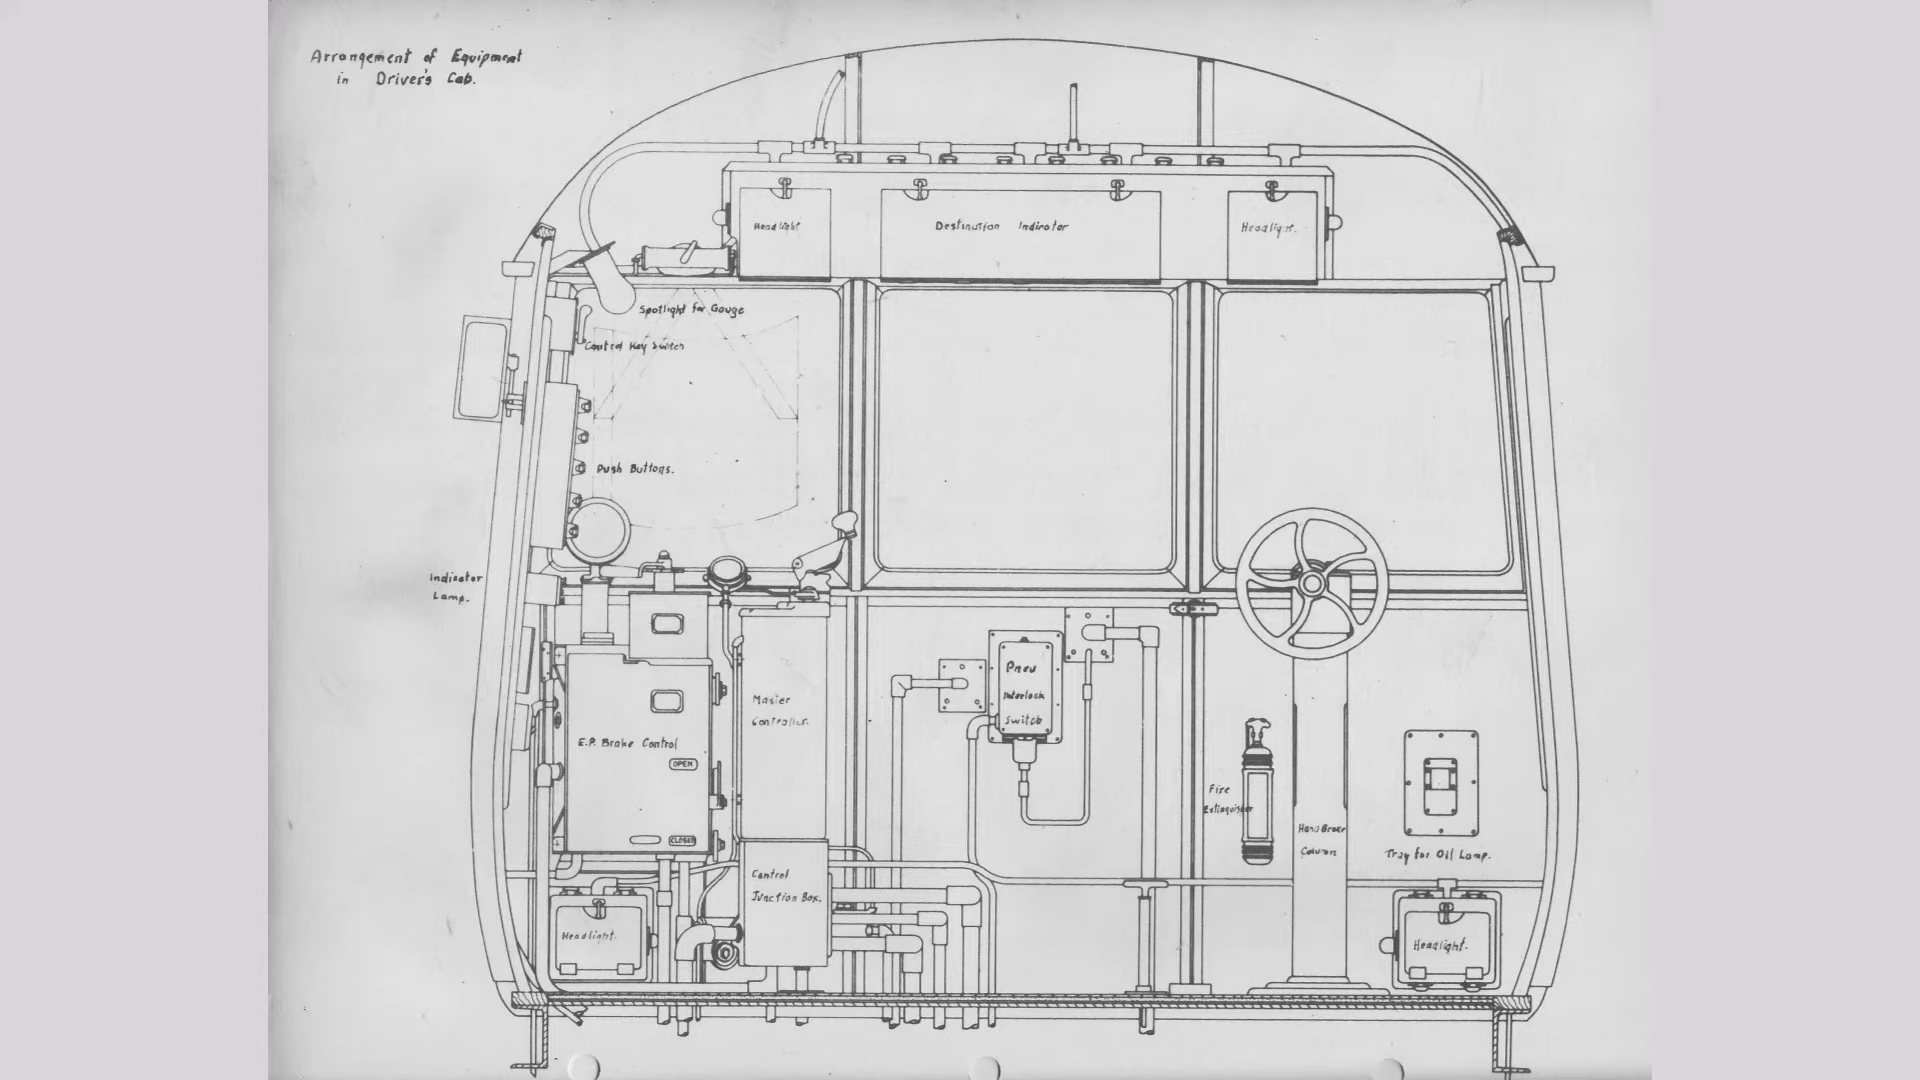 Arrangement of Equipment
in Driver's Cab.
Headlight
Destination Indicator
Headlight.
Spotlight for Gauge
Control Key Switch
Push Buttons.
Indicator
Lamp.
Pneu
Interlock
Switch
Master
Controller.
E.P. Brake Control
OPEN
CLOSED
Fire
Extinguisher
Hand Brake
Column
Tray for Oil Lamp.
Control
Junction Box.
Headlight.
Headlight.